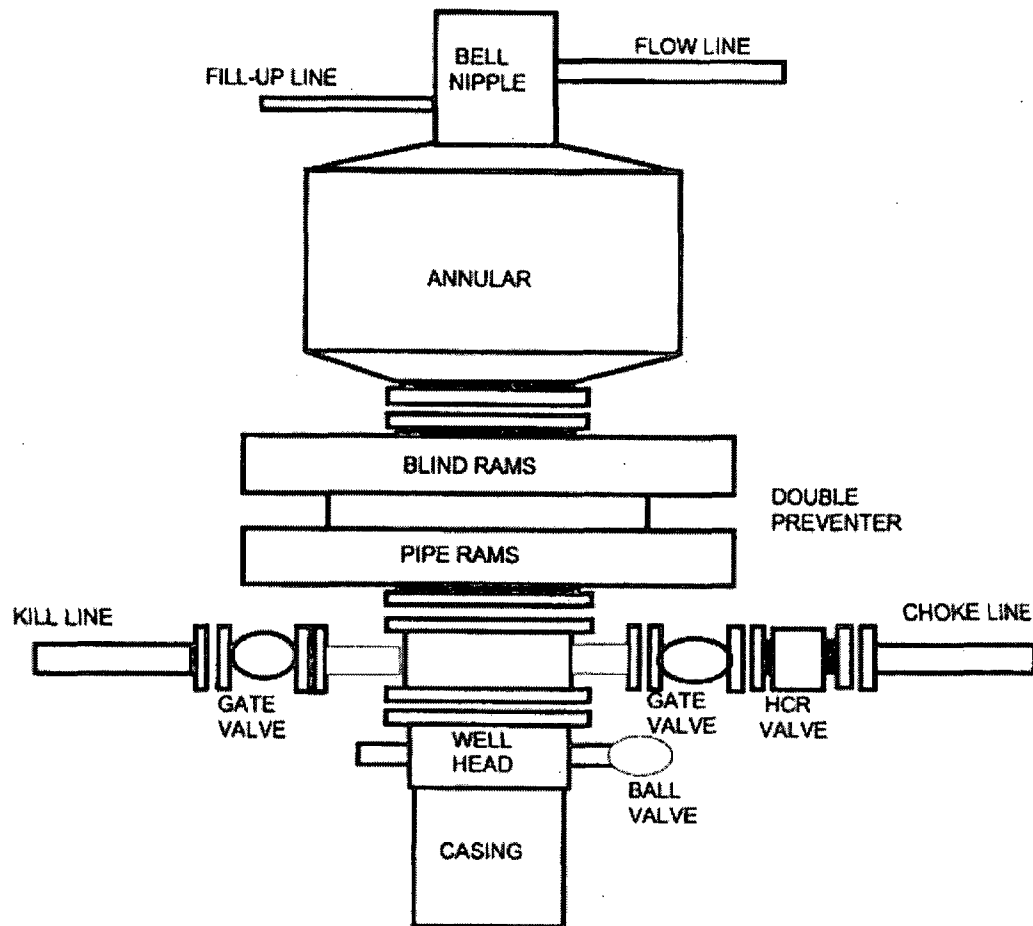 BELL
NIPPLE
FLOW LINE
FILL-UP LINE
ANNULAR
BLIND RAMS
DOUBLE
PREVENTER
PIPE RAMS
KILL LINE
CHOKE LINE
GATE
VALVE
GATE
VALVE
HCR
VALVE
WELL
HEAD
BALL
VALVE
CASING